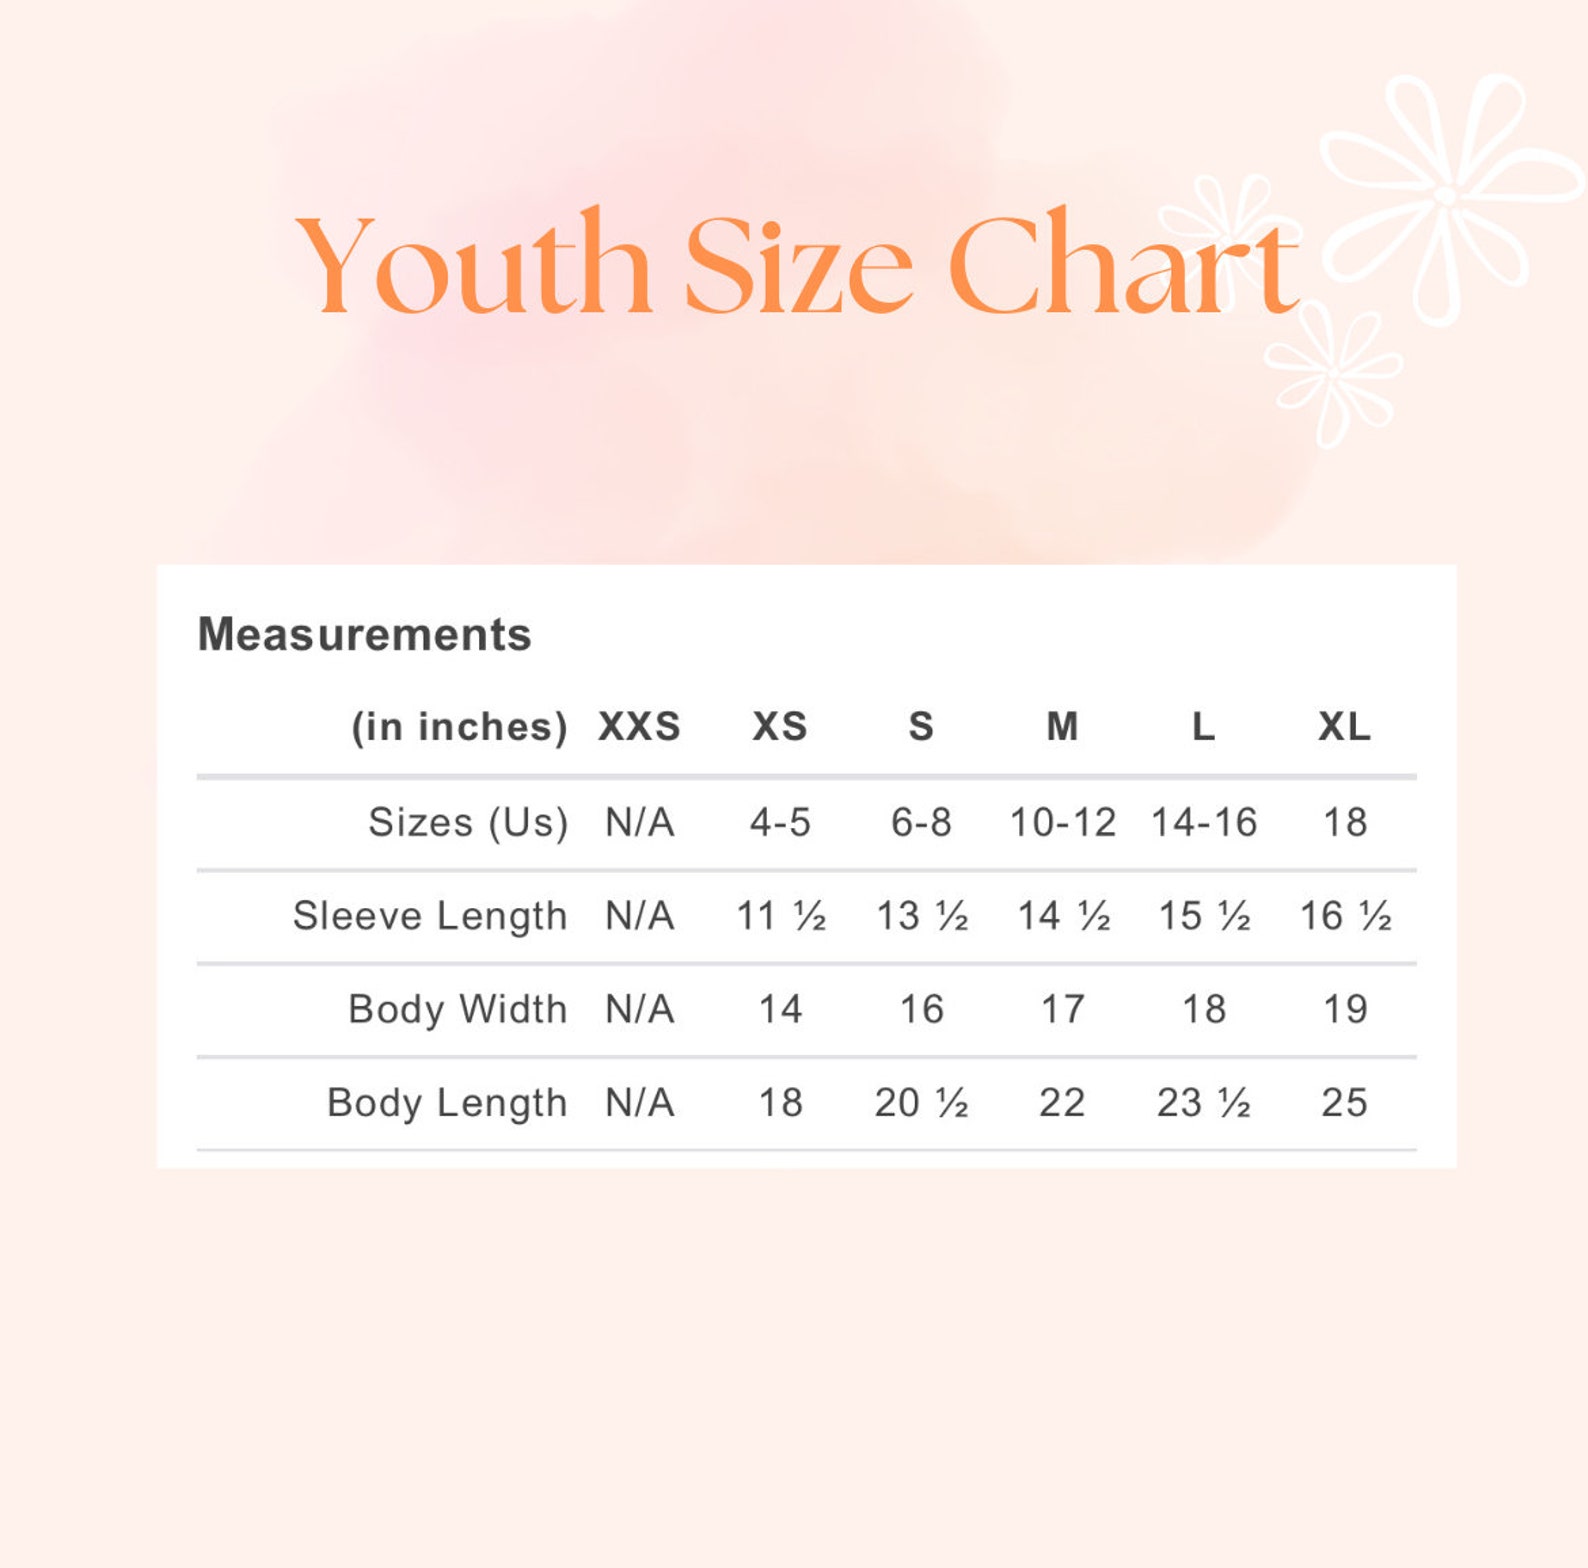 Youth Size Chart
Measurements
(in inches) XXS XS S M L XL
Sizes (Us) N/A 4-5 6-8 10-12 14-16 18
Sleeve Length N/A 11 ½ 13 ½ 14 ½ 15 ½ 16 ½
Body Width N/A 14 16 17 18 19
Body Length N/A 18 20 ½ 22 23 ½ 25